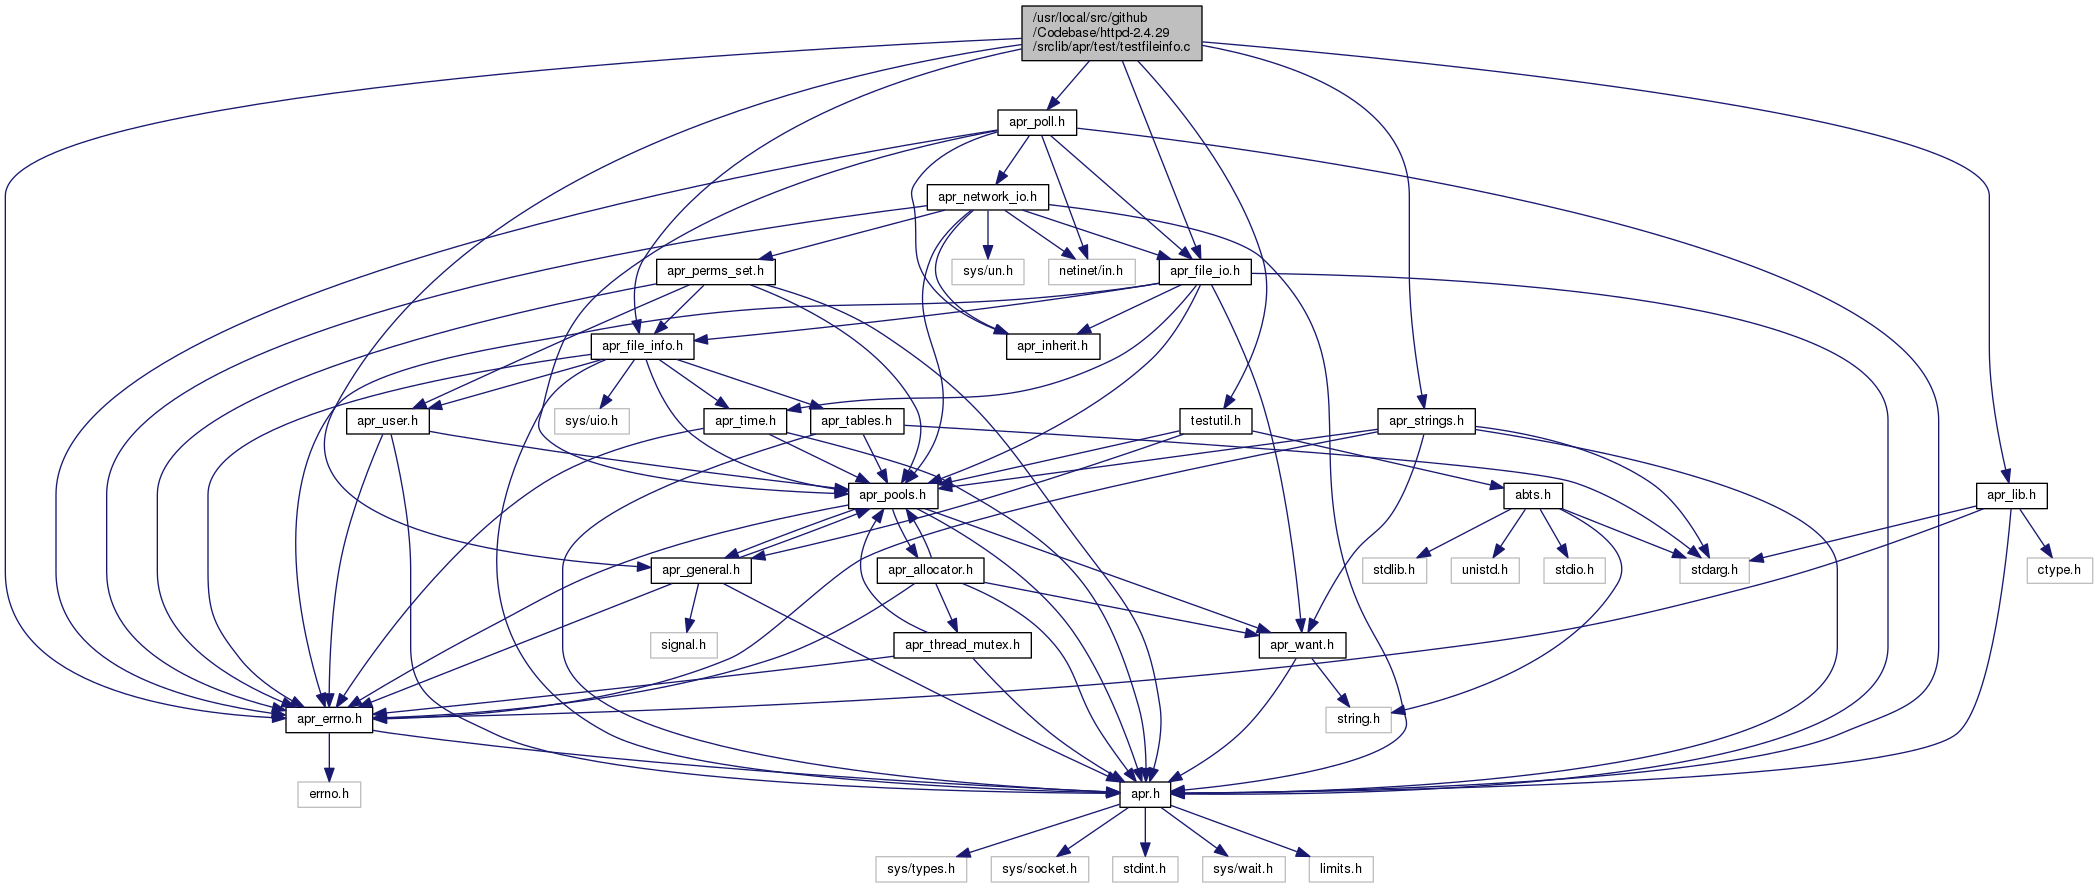 /usr/local/src/github
/Codebase/httpd-2.4.29
/srclib/apr/test/testfileinfo.c
apr_poll.h
apr_network_io.h
apr_perms_set.h
sys/un.h
netinet/in.h
apr_file_io.h
apr_file_info.h
apr_inherit.h
apr_user.h
sys/uio.h
apr_time.h
apr_tables.h
testutil.h
apr_strings.h
apr_pools.h
abts.h
apr_lib.h
apr_general.h
apr_allocator.h
stdlib.h
unistd.h
stdio.h
stdarg.h
ctype.h
signal.h
apr_thread_mutex.h
apr_want.h
apr_errno.h
string.h
errno.h
apr.h
sys/types.h
sys/socket.h
stdint.h
sys/wait.h
limits.h